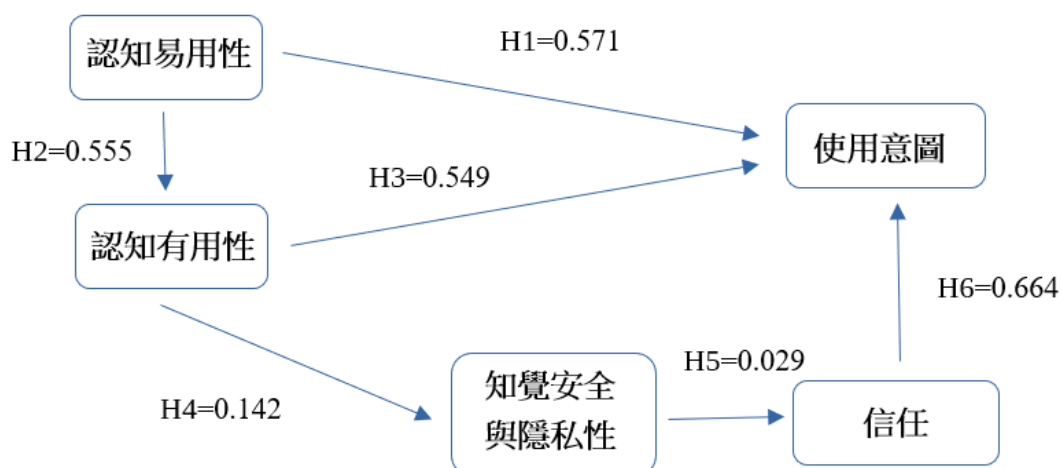 認知易用性
H1=0.571
使用意圖
H2=0.555
H3=0.549
認知有用性
H6=0.664
H4=0.142
知覺安全
與隱私性
H5=0.029
信任